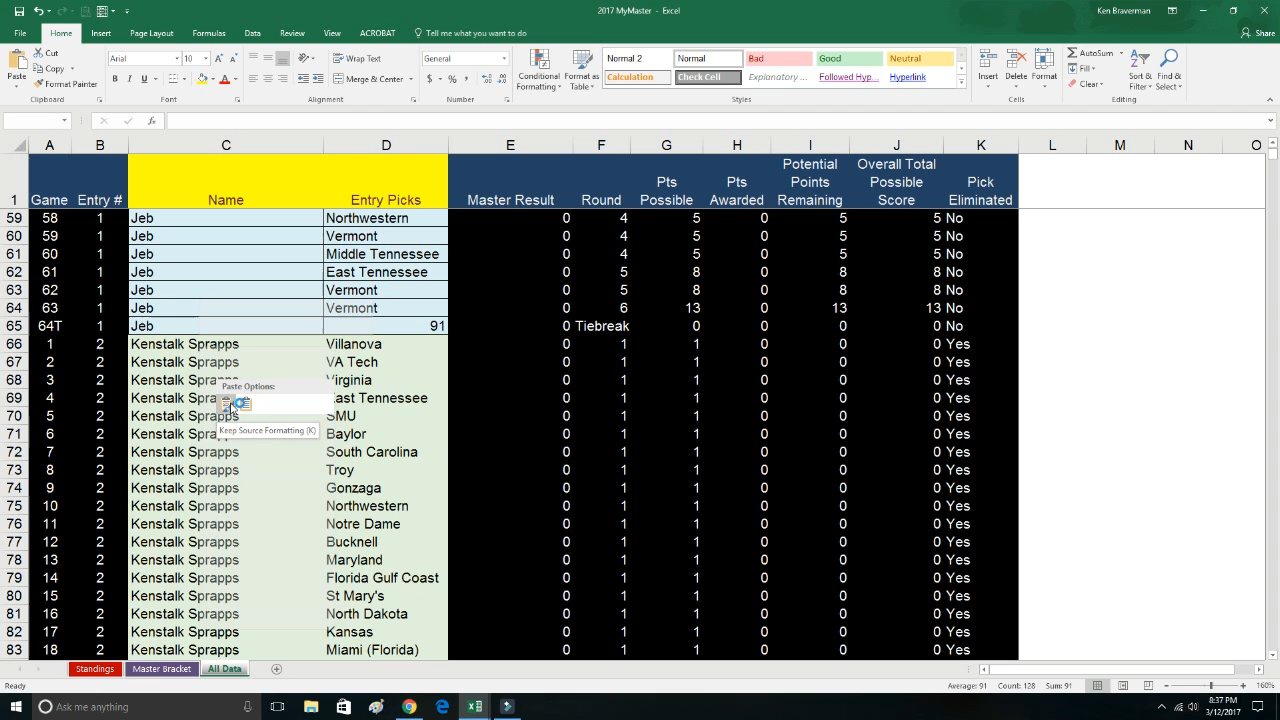 2017 MyMaster - Excel
Ken Braverman
File Home Insert Page Layout Formulas Data Review View ACROBAT Tell me what you want to do Share
Paste Cut Copy Format Painter Clipboard
Arial 10 B I U A Font
Wrap Text Merge & Center Alignment
General $ % , Number
Conditional Formatting Format as Table
Normal 2 Normal Bad Good Neutral
Calculation Check Cell Explanatory ... Followed Hyp... Hyperlink
Styles
Insert Delete Format Cells
AutoSum Fill Clear Sort & Filter Find & Select Editing
fx
A B C D E F G H I J K L M N O
1 Game Entry # Name Entry Picks Master Result Round Pts Possible Pts Awarded Potential Points Remaining Overall Total Possible Score Pick Eliminated
59 58 1 Jeb Northwestern 0 4 5 0 5 5 No
60 59 1 Jeb Vermont 0 4 5 0 5 5 No
61 60 1 Jeb Middle Tennessee 0 4 5 0 5 5 No
62 61 1 Jeb East Tennessee 0 5 8 0 8 8 No
63 62 1 Jeb Vermont 0 5 8 0 8 8 No
64 63 1 Jeb Vermont 0 6 13 0 13 13 No
65 64T 1 Jeb 91 0 Tiebreak 0 0 0 0 No
66 1 2 Kenstalk Sprapps Villanova 0 1 1 0 0 0 Yes
67 2 2 Kenstalk Sprapps VA Tech 0 1 1 0 0 0 Yes
68 3 2 Kenstalk Sprapps Virginia 0 1 1 0 0 0 Yes
Paste Options:
69 4 2 Kenstalk East Tennessee 0 1 1 0 0 0 Yes
70 5 2 Kenstalk Sprapps SMU 0 1 1 0 0 0 Yes
Keep Source Formatting (K)
71 6 2 Kenstalk Baylor 0 1 1 0 0 0 Yes
72 7 2 Kenstalk Sprapps South Carolina 0 1 1 0 0 0 Yes
73 8 2 Kenstalk Sprapps Troy 0 1 1 0 0 0 Yes
74 9 2 Kenstalk Sprapps Gonzaga 0 1 1 0 0 0 Yes
75 10 2 Kenstalk Sprapps Northwestern 0 1 1 0 0 0 Yes
76 11 2 Kenstalk Sprapps Notre Dame 0 1 1 0 0 0 Yes
77 12 2 Kenstalk Sprapps Bucknell 0 1 1 0 0 0 Yes
78 13 2 Kenstalk Sprapps Maryland 0 1 1 0 0 0 Yes
79 14 2 Kenstalk Sprapps Florida Gulf Coast 0 1 1 0 0 0 Yes
80 15 2 Kenstalk Sprapps St Mary's 0 1 1 0 0 0 Yes
81 16 2 Kenstalk Sprapps North Dakota 0 1 1 0 0 0 Yes
82 17 2 Kenstalk Sprapps Kansas 0 1 1 0 0 0 Yes
83 18 2 Kenstalk Sprapps Miami (Florida) 0 1 1 0 0 0 Yes
Standings Master Bracket All Data
Ready Average: 91 Count: 128 Sum: 91 160%
Ask me anything
8:37 PM
3/12/2017